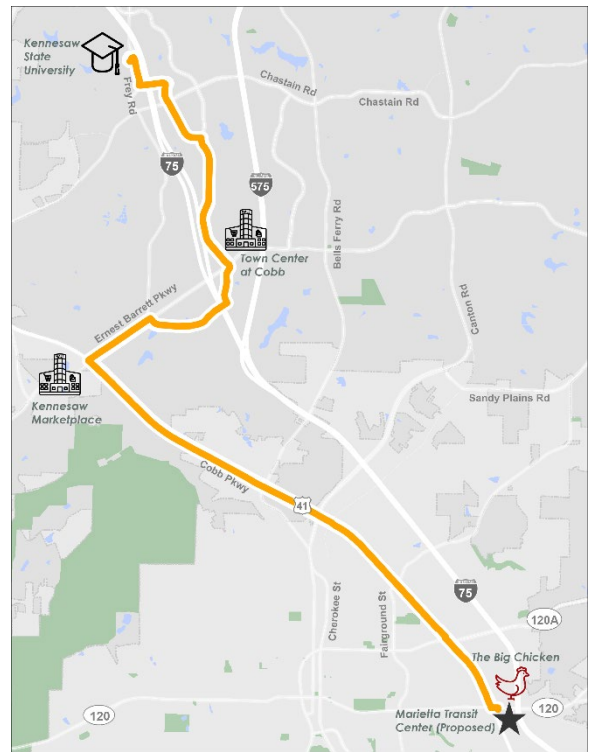 Kennesaw
State
University
Frey Rd
Chastain Rd
Chastain Rd
75
575
Bells Ferry Rd
Town Center
at Cobb
Ernest Barrett Pkwy
Canton Rd
Kennesaw
Marketplace
Sandy Plains Rd
Cobb Pkwy
41
Cherokee St
Fairground St
75
120A
The Big Chicken
Marietta Transit
Center (Proposed)
120
120